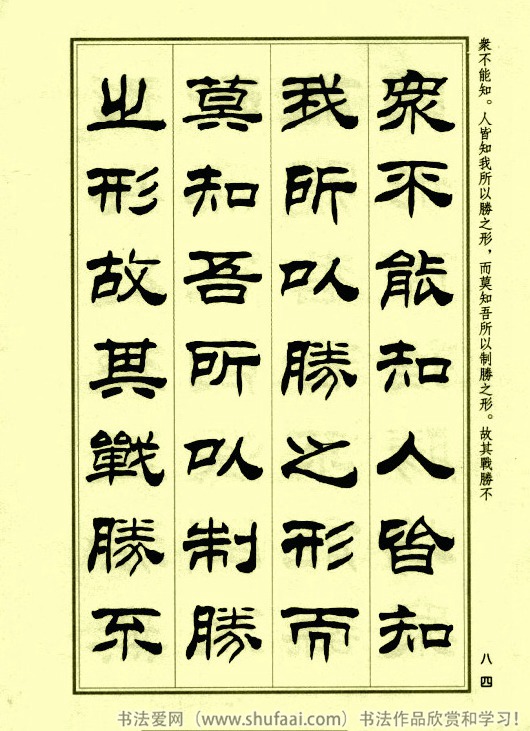 衆不能知。人皆知我所以勝之形,而莫知吾所以制勝之形。故其戰勝不
衆不能知人皆知
我所以勝之形而
莫知吾所以制勝
之形故其戰勝不
八四
书法爱网(www.shufaai.com)书法作品欣赏和学习!